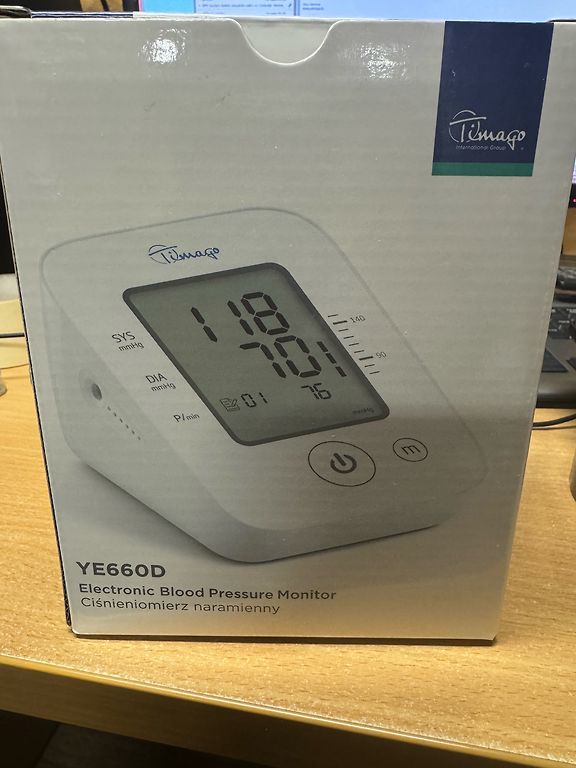 Timago
International Group
Timago
118
SYS
mmHg
140
70
DIA
mmHg
90
P/min
01
76
mmHg
m
YE660D
Electronic Blood Pressure Monitor
Ciśnieniomierz naramienny